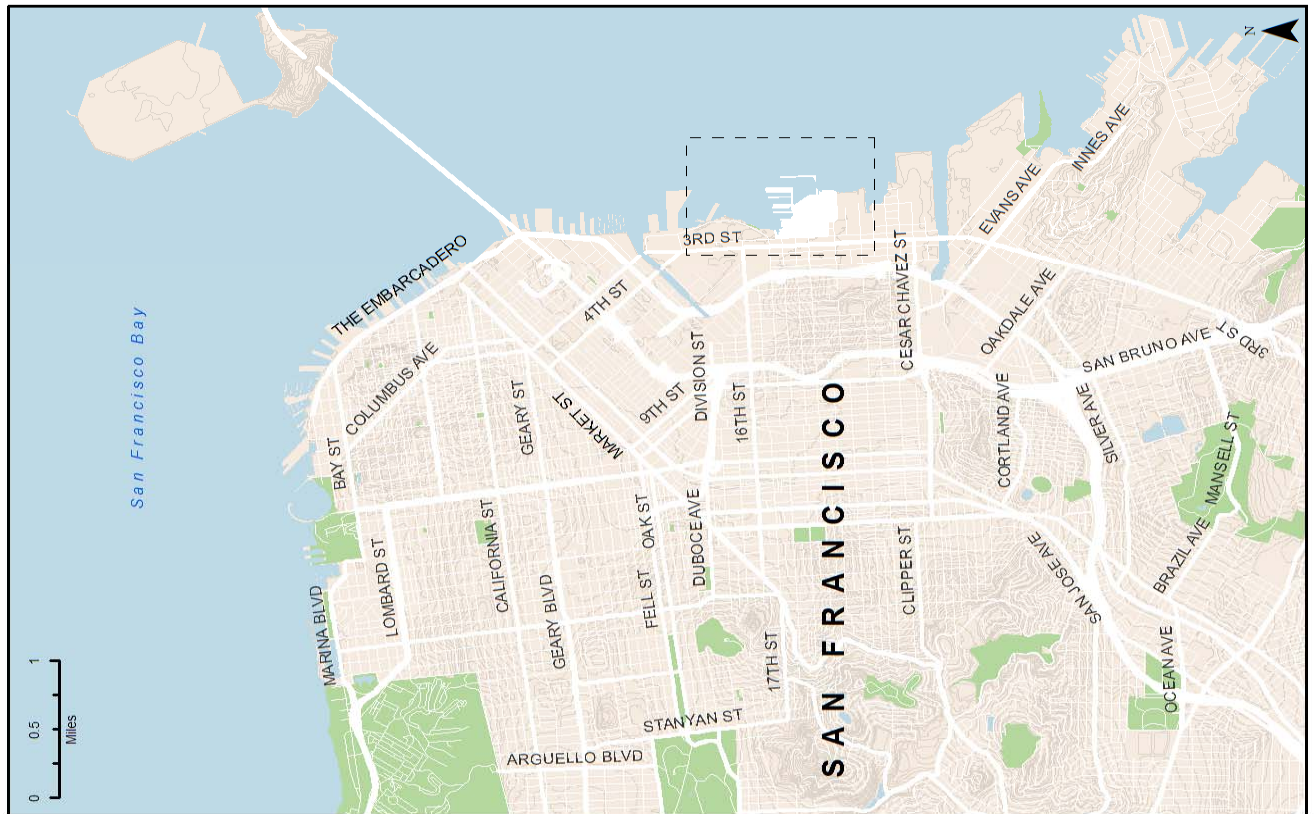 N
San Francisco Bay
THE EMBARCADERO
3RD ST
INNES AVE
EVANS AVE
4TH ST
CESAR CHAVEZ ST
OAKDALE AVE
COLUMBUS AVE
GEARY ST
MARKET ST
9TH ST
DIVISION ST
16TH ST
SAN FRANCISCO
CORTLAND AVE
SILVER AVE
SAN BRUNO AVE
3RD ST
MANSELL ST
BAY ST
LOMBARD ST
CALIFORNIA ST
OAK ST
DUBOCE AVE
CLIPPER ST
SAN JOSE AVE
BRAZIL AVE
MARINA BLVD
GEARY BLVD
FELL ST
17TH ST
OCEAN AVE
STANYAN ST
ARGUELLO BLVD
0 0.5 1
Miles